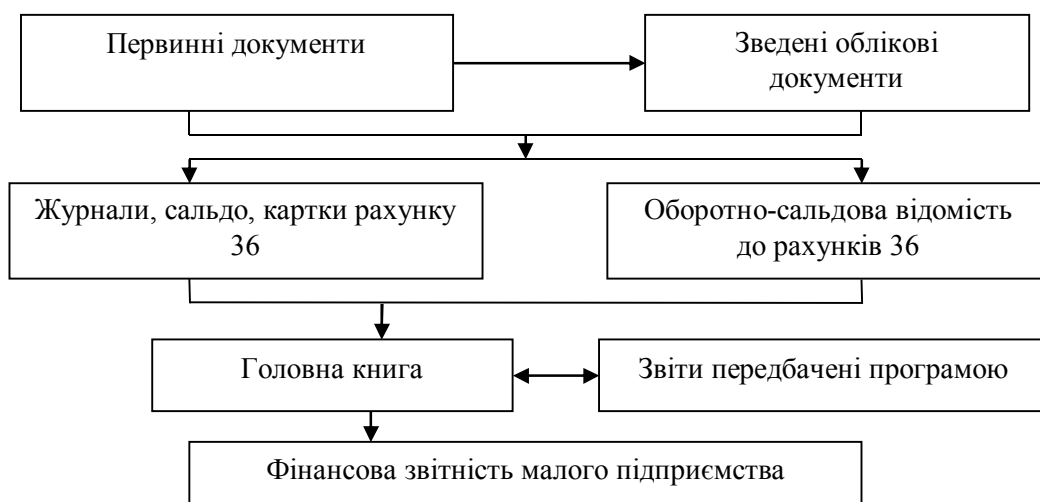 Первинні документи
Зведені облікові
документи
Журнали, сальдо, картки рахунку
36
Оборотно-сальдова відомість
до рахунків 36
Головна книга
Звіти передбачені програмою
Фінансова звітність малого підприємства